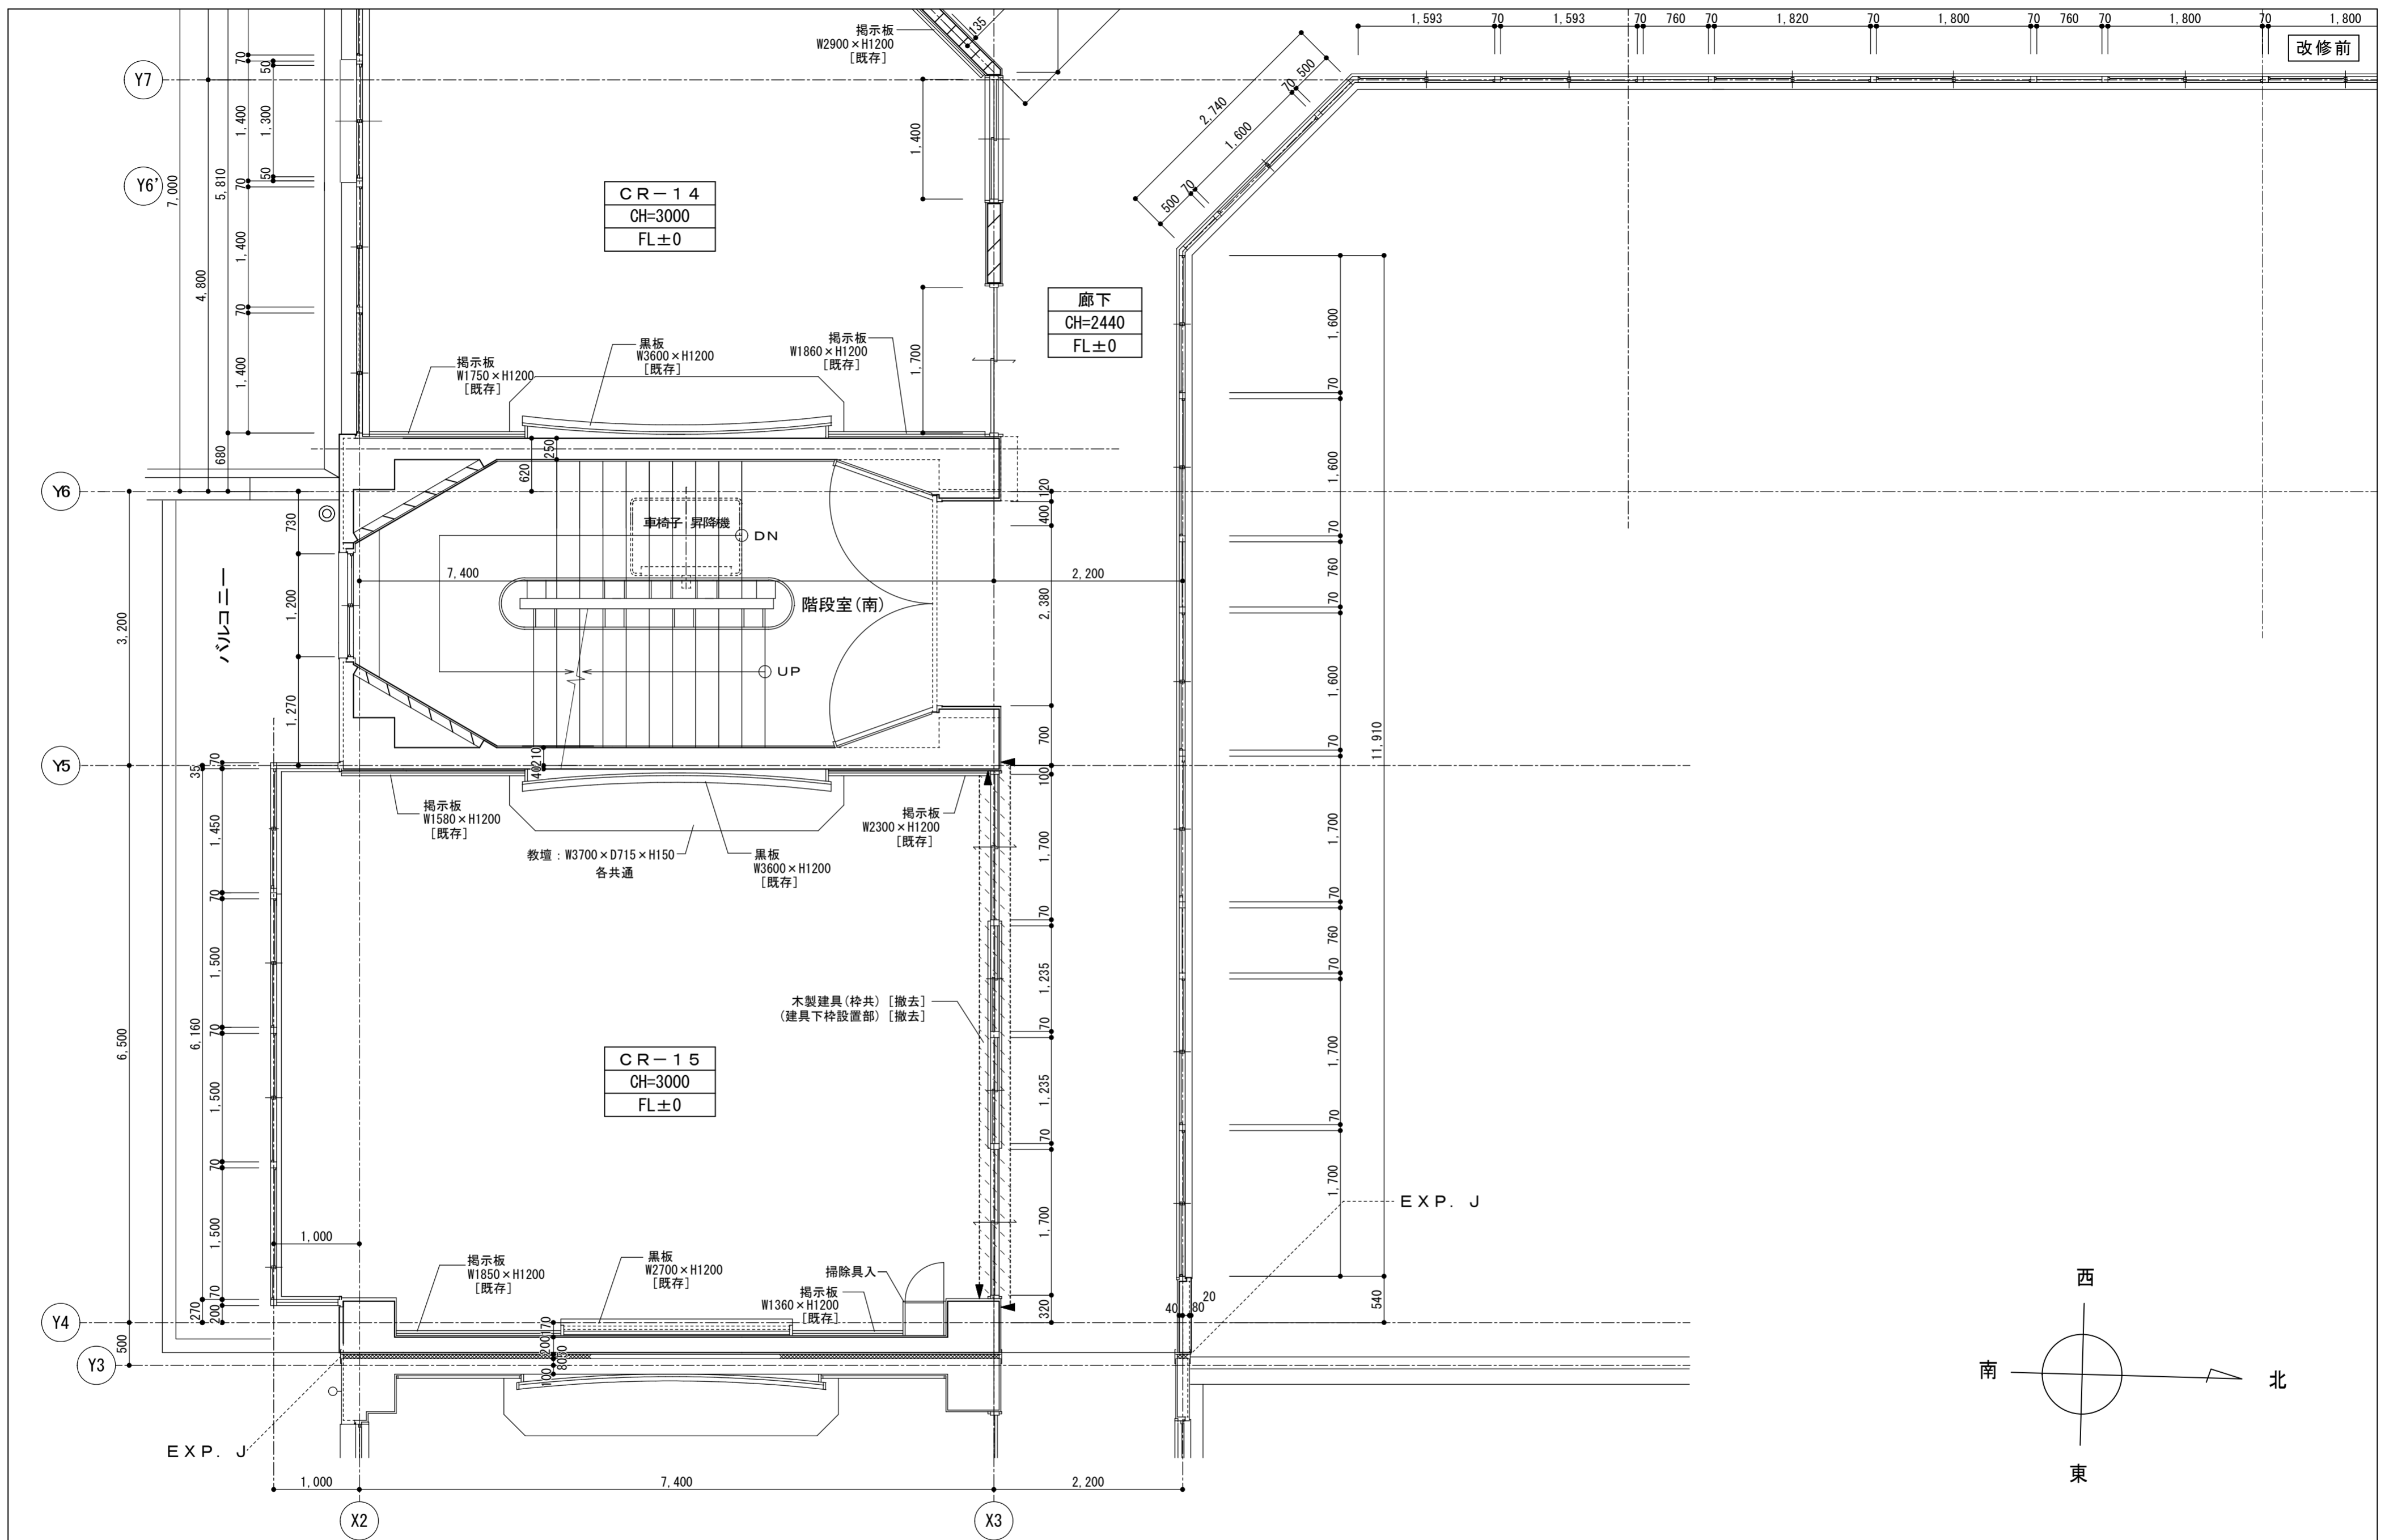 1,593
70
1,593
70
760
70
1,820
70
1,800
70
760
70
1,800
70
1,800
改修前
掲示板
W2900×H1200
[既存]
135
Y7
Y6'
Y6
Y5
Y4
Y3
70
50
1,400
1,300
70
50
7,000
5,810
4,800
1,400
70
1,400
680
CR－14
CH=3000
FL±0
1,400
1,700
廊下
CH=2440
FL±0
2,740
500
70
1,600
70
500
掲示板
W1750×H1200
[既存]
黒板
W3600×H1200
[既存]
掲示板
W1860×H1200
[既存]
250
620
730
1,200
1,270
3,200
バルコニー
車椅子 昇降機
DN
7,400
2,200
階段室(南)
UP
120
400
2,380
700
100
1,700
70
1,235
70
1,235
70
1,700
320
1,600
70
1,600
70
760
70
1,600
70
1,700
70
760
70
1,700
70
1,700
11,910
540
210
40
70
35
1,450
70
1,500
70
1,500
70
1,500
70
200
270
6,160
6,500
500
掲示板
W1580×H1200
[既存]
教壇：W3700×D715×H150
各共通
黒板
W3600×H1200
[既存]
掲示板
W2300×H1200
[既存]
木製建具(枠共) [撤去]
(建具下枠設置部) [撤去]
CR－15
CH=3000
FL±0
1,000
掲示板
W1850×H1200
[既存]
黒板
W2700×H1200
[既存]
掃除具入
掲示板
W1360×H1200
[既存]
170
200
50
80
100
40
80
20
EXP. J
EXP. J
1,000
7,400
2,200
X2
X3
西
南
北
東